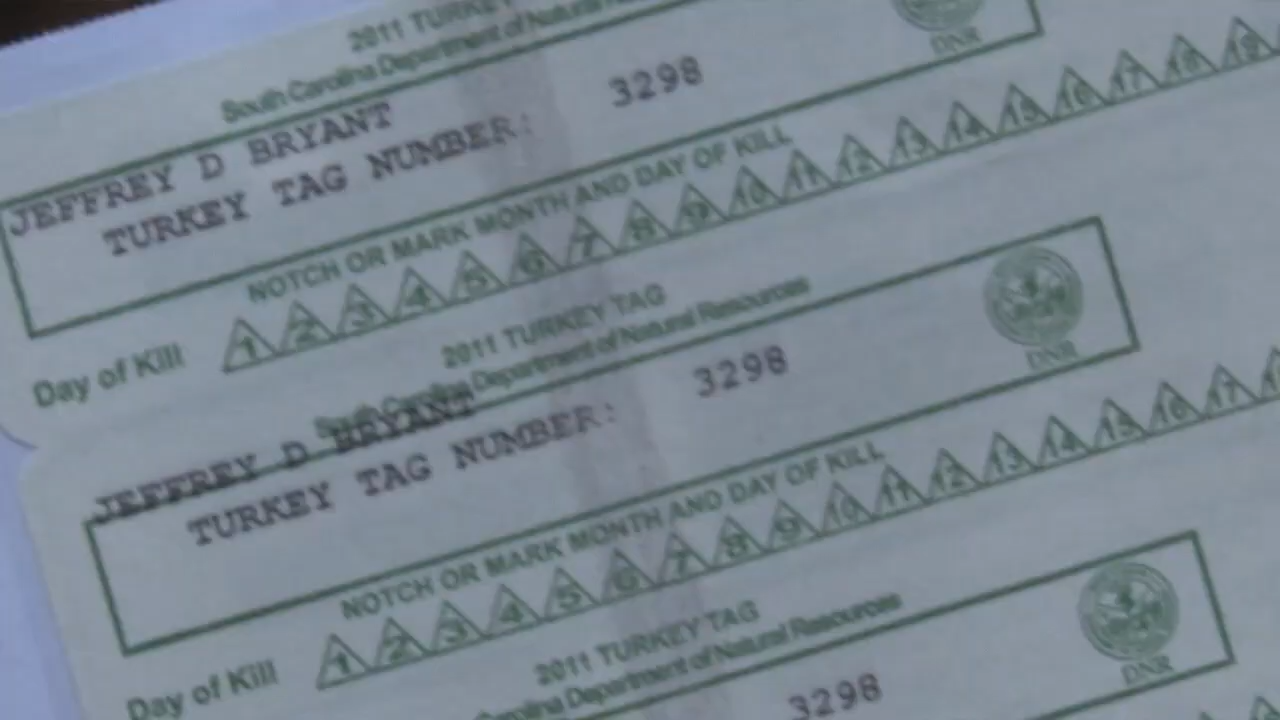 2011 TURKEY
South Carolina Department of Natural
DNR
JEFFREY D BRYANT
TURKEY TAG NUMBER: 3298
NOTCH OR MARK MONTH AND DAY OF KILL
Day of Kill 1 2 3 4 5 6 7 8 9 10 11 12 13 14 15 16 17 18 19
2011 TURKEY TAG
South Carolina Department of Natural Resources
DNR
JEFFREY D BRYANT
TURKEY TAG NUMBER: 3298
NOTCH OR MARK MONTH AND DAY OF KILL
Day of Kill 1 2 3 4 5 6 7 8 9 10 11 12 13 14 15 16 17
2011 TURKEY TAG
Carolina Department of Natural Resources
DNR
3298